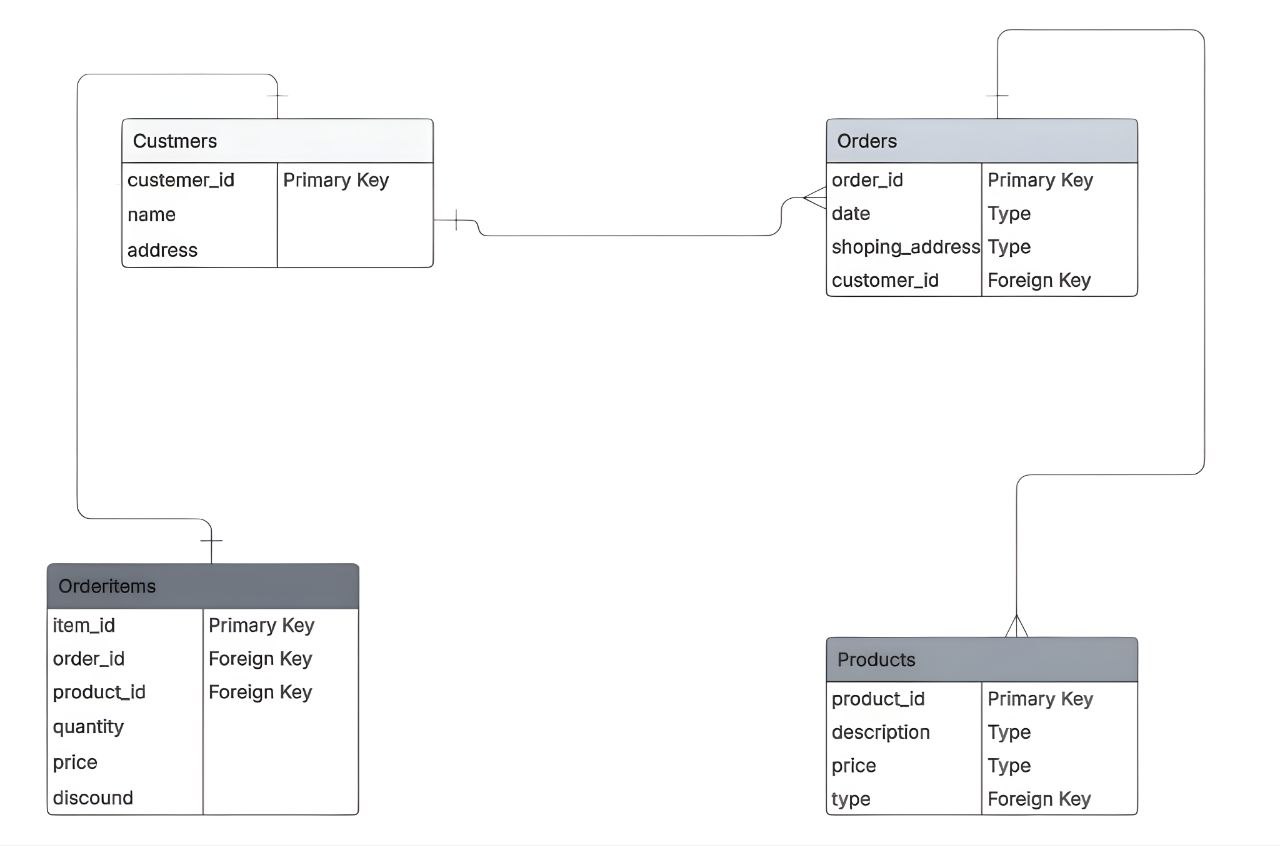 Custmers
custemer_id Primary Key
name
address
Orders
order_id Primary Key
date Type
shoping_address Type
customer_id Foreign Key
Orderitems
item_id Primary Key
order_id Foreign Key
product_id Foreign Key
quantity
price
discound
Products
product_id Primary Key
description Type
price Type
type Foreign Key